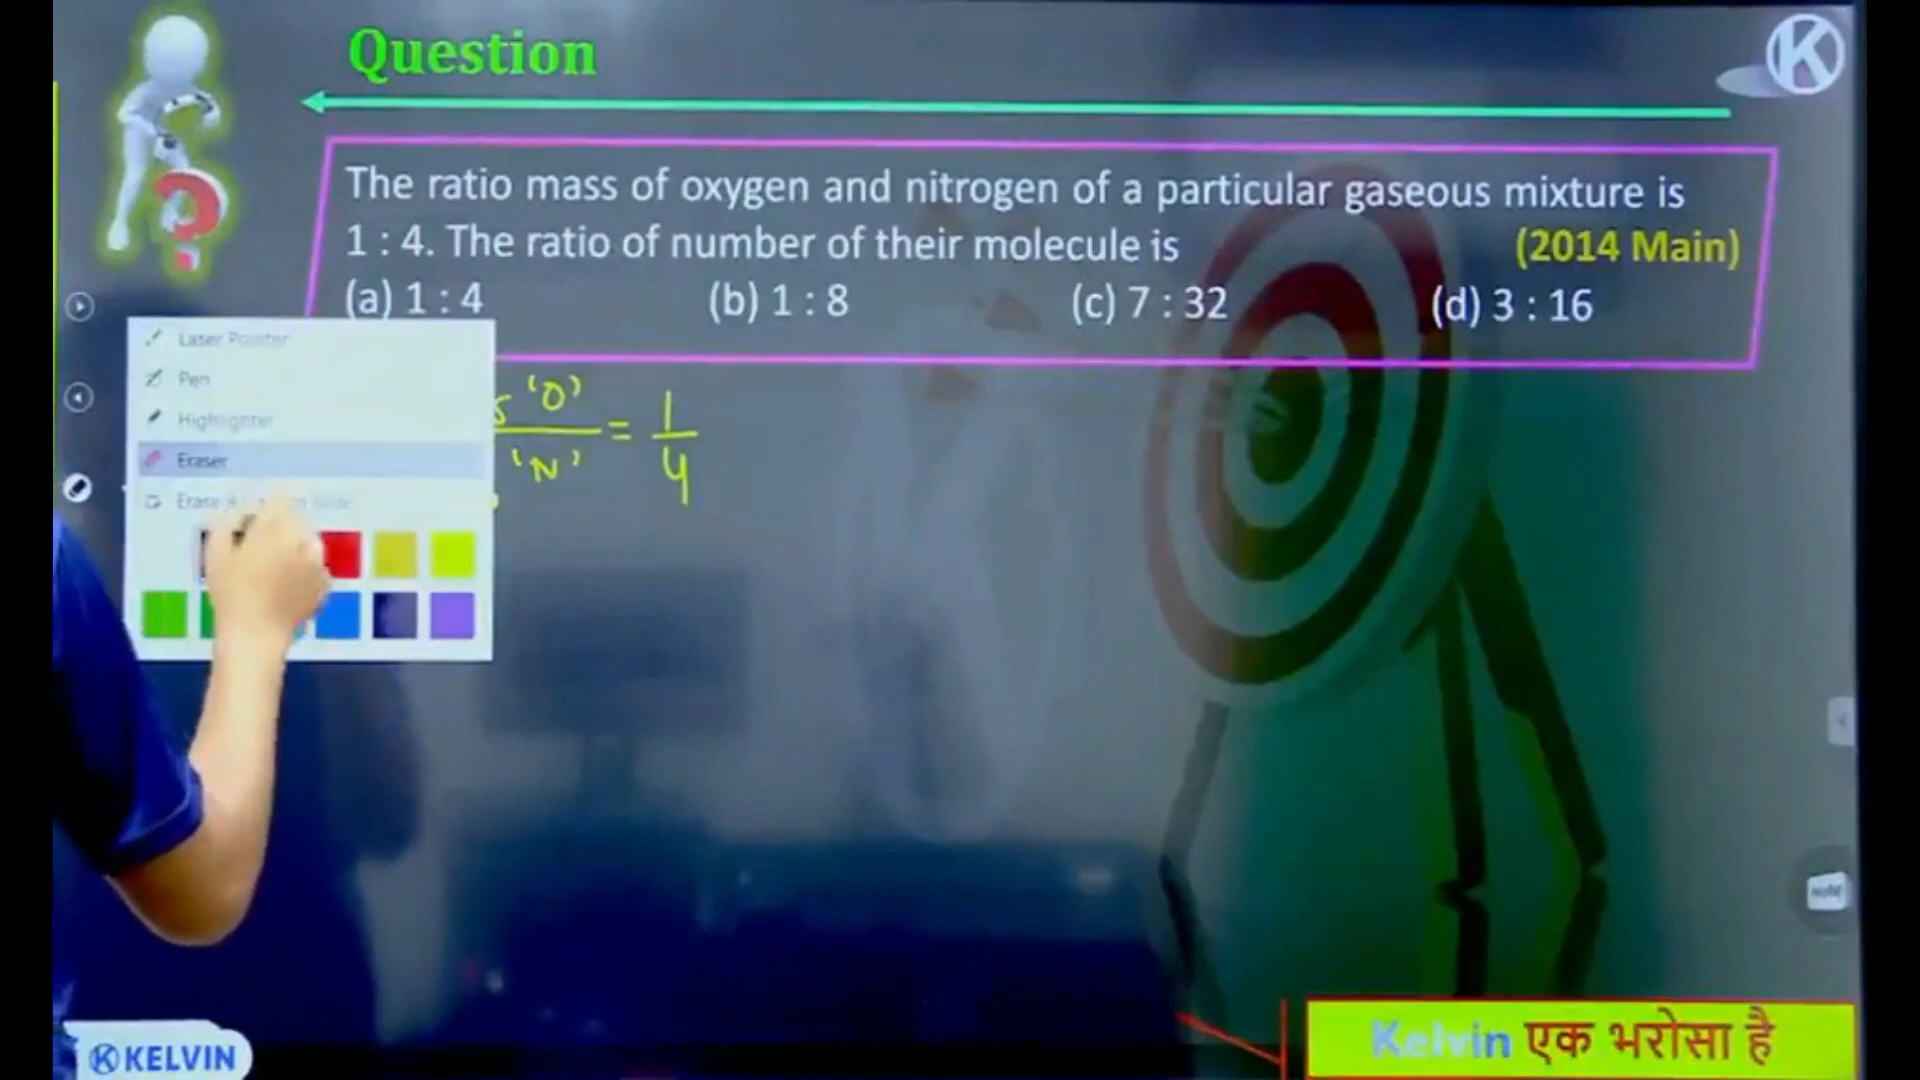 Question
The ratio mass of oxygen and nitrogen of a particular gaseous mixture is
1 : 4. The ratio of number of their molecule is (2014 Main)
(a) 1 : 4 (b) 1 : 8 (c) 7 : 32 (d) 3 : 16
Laser Pointer
Pen
Highlighter
Eraser
Erase
'O'
'N'
= 1/4
KELVIN
Kelvin एक भरोसा है